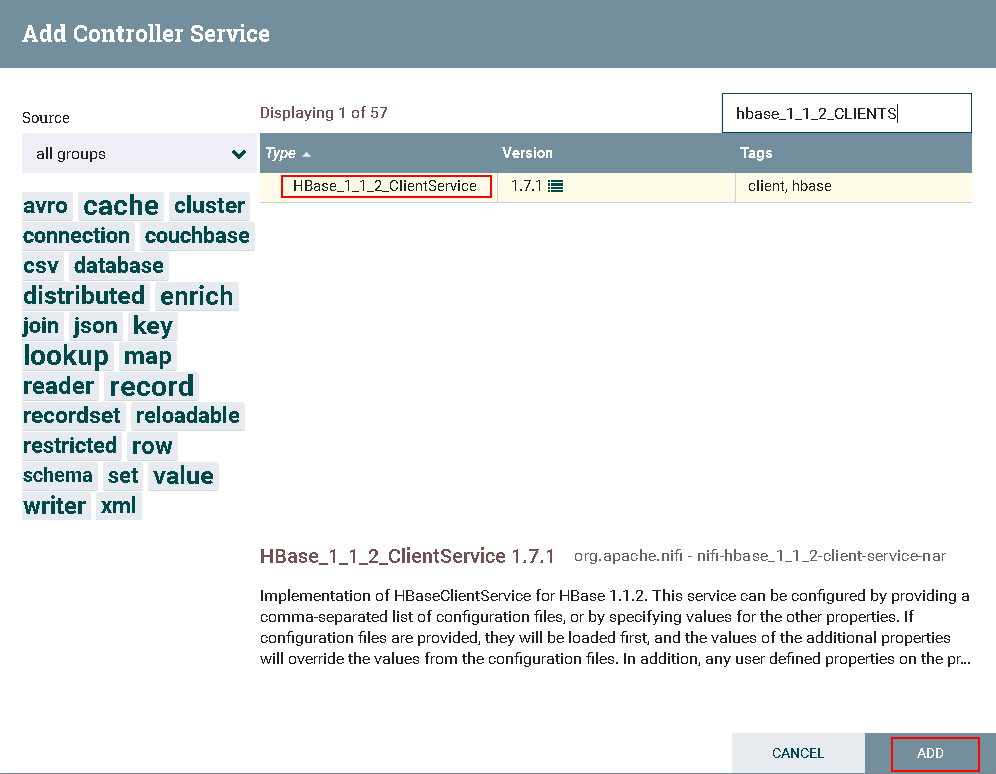 Add Controller Service
Source
all groups
avro cache cluster
connection couchbase
csv database
distributed enrich
join json key
lookup map
reader record
recordset reloadable
restricted row
schema set value
writer xml
Displaying 1 of 57
hbase_1_1_2_CLIENTS
Type Version Tags
HBase_1_1_2_ClientService 1.7.1 client, hbase
HBase_1_1_2_ClientService 1.7.1 org.apache.nifi - nifi-hbase_1_1_2-client-service-nar
Implementation of HBaseClientService for HBase 1.1.2. This service can be configured by providing a
comma-separated list of configuration files, or by specifying values for the other properties. If
configuration files are provided, they will be loaded first, and the values of the additional properties
will override the values from the configuration files. In addition, any user defined properties on the pr...
CANCEL ADD